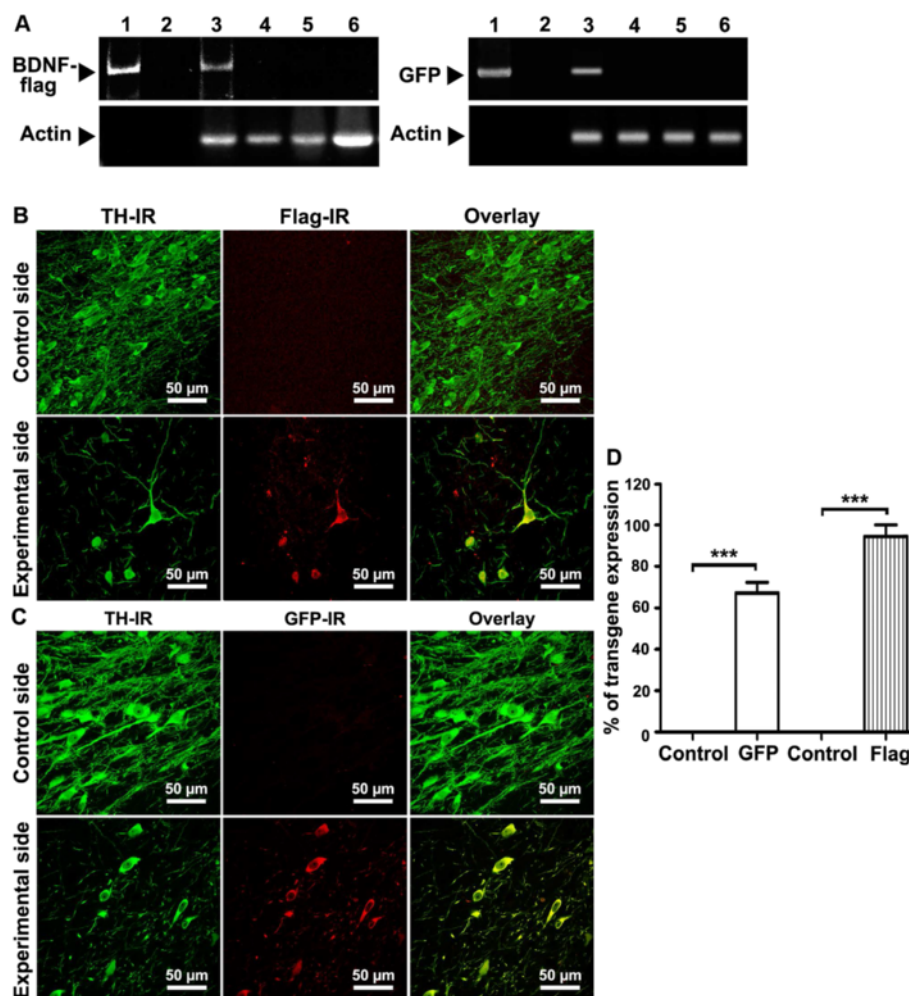 A
1 2 3 4 5 6
BDNF-
flag
Actin
1 2 3 4 5 6
GFP
Actin
B
TH-IR Flag-IR Overlay
Control side
50 µm 50 µm 50 µm
Experimental side
50 µm 50 µm 50 µm
C
TH-IR GFP-IR Overlay
Control side
50 µm 50 µm 50 µm
Experimental side
50 µm 50 µm 50 µm
D
% of transgene expression
120
100
80
60
40
20
0
***
***
Control GFP Control Flag